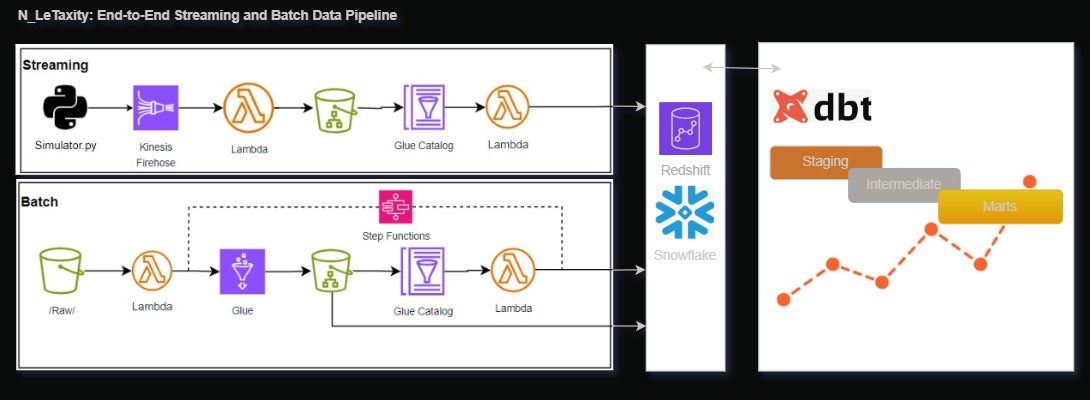 N_LeTaxity: End-to-End Streaming and Batch Data Pipeline
Streaming
Simulator.py
Kinesis
Firehose
Lambda
Glue Catalog
Lambda
Batch
Step Functions
/Raw/
Lambda
Glue
Glue Catalog
Lambda
Redshift
Snowflake
dbt
Staging
Intermediate
Marts